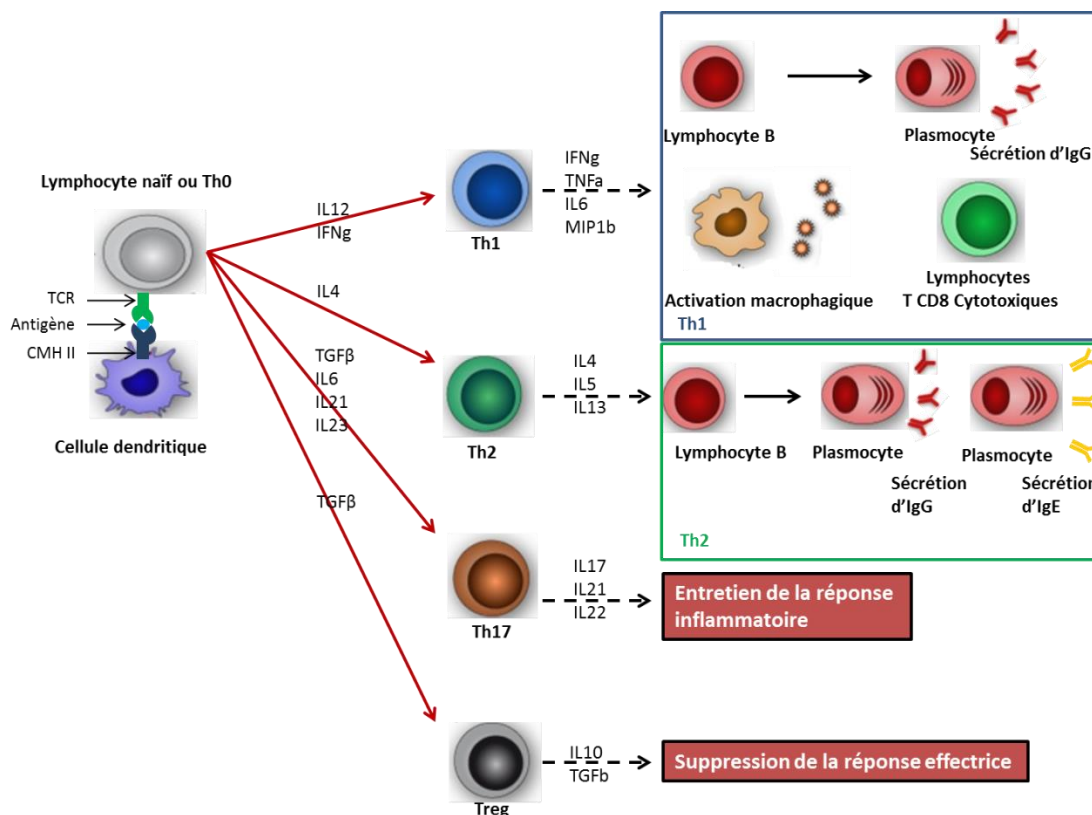 Lymphocyte naïf ou Th0
TCR
Antigène
CMH II
Cellule dendritique
IL12
IFNg
IL4
TGFβ
IL6
IL21
IL23
TGFβ
Th1
IFNg
TNFa
IL6
MIP1b
Th2
IL4
IL5
IL13
Th17
IL17
IL21
IL22
Treg
IL10
TGFb
Lymphocyte B
Plasmocyte
Sécrétion d'IgG
Activation macrophagique
Lymphocytes
T CD8 Cytotoxiques
Th1
Lymphocyte B
Plasmocyte
Sécrétion
d'IgG
Plasmocyte
Sécrétion
d'IgE
Th2
Entretien de la réponse
inflammatoire
Suppression de la réponse effectrice